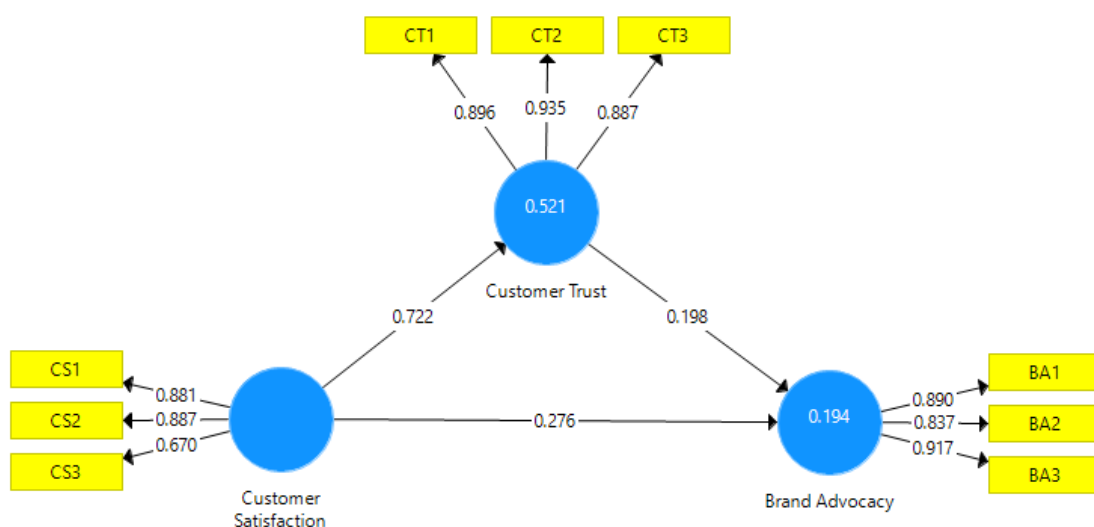 CT1
CT2
CT3
0.896
0.935
0.887
0.521
Customer Trust
0.722
0.198
CS1
CS2
CS3
0.881
0.887
0.670
0.276
0.194
0.890
0.837
0.917
BA1
BA2
BA3
Customer
Satisfaction
Brand Advocacy